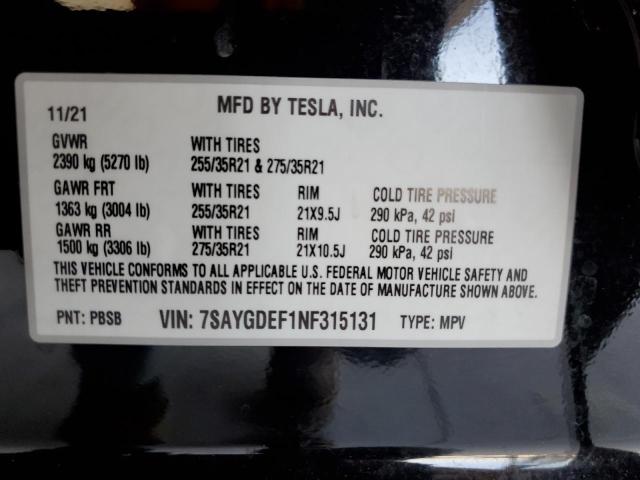 11/21 MFD BY TESLA, INC.
GVWR WITH TIRES
2390 kg (5270 lb) 255/35R21 & 275/35R21
GAWR FRT WITH TIRES RIM COLD TIRE PRESSURE
1363 kg (3004 lb) 255/35R21 21X9.5J 290 kPa, 42 psi
GAWR RR WITH TIRES RIM COLD TIRE PRESSURE
1500 kg (3306 lb) 275/35R21 21X10.5J 290 kPa, 42 psi
THIS VEHICLE CONFORMS TO ALL APPLICABLE U.S. FEDERAL MOTOR VEHICLE SAFETY AND
THEFT PREVENTION STANDARDS IN EFFECT ON THE DATE OF MANUFACTURE SHOWN ABOVE.
PNT: PBSB VIN: 7SAYGDEF1NF315131 TYPE: MPV